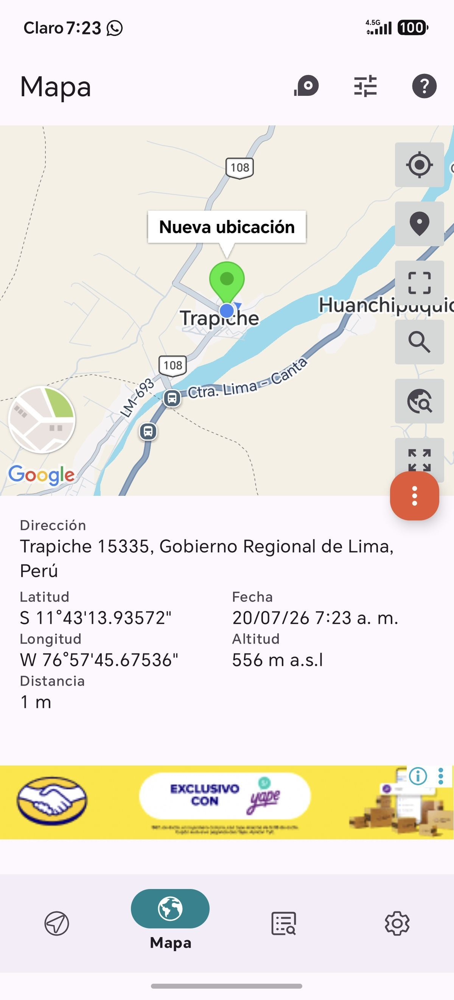 Claro 7:23
4.5G
100
Mapa
108
Nueva ubicación
Trapiche
Huanchipuquio
108
Ctra. Lima - Canta
LM-693
Google
Dirección
Trapiche 15335, Gobierno Regional de Lima,
Perú
Latitud
S 11°43'13.93572"
Fecha
20/07/26 7:23 a. m.
Longitud
W 76°57'45.67536"
Altitud
556 m a.s.l
Distancia
1 m
EXCLUSIVO
CON
S/
yape
Mapa